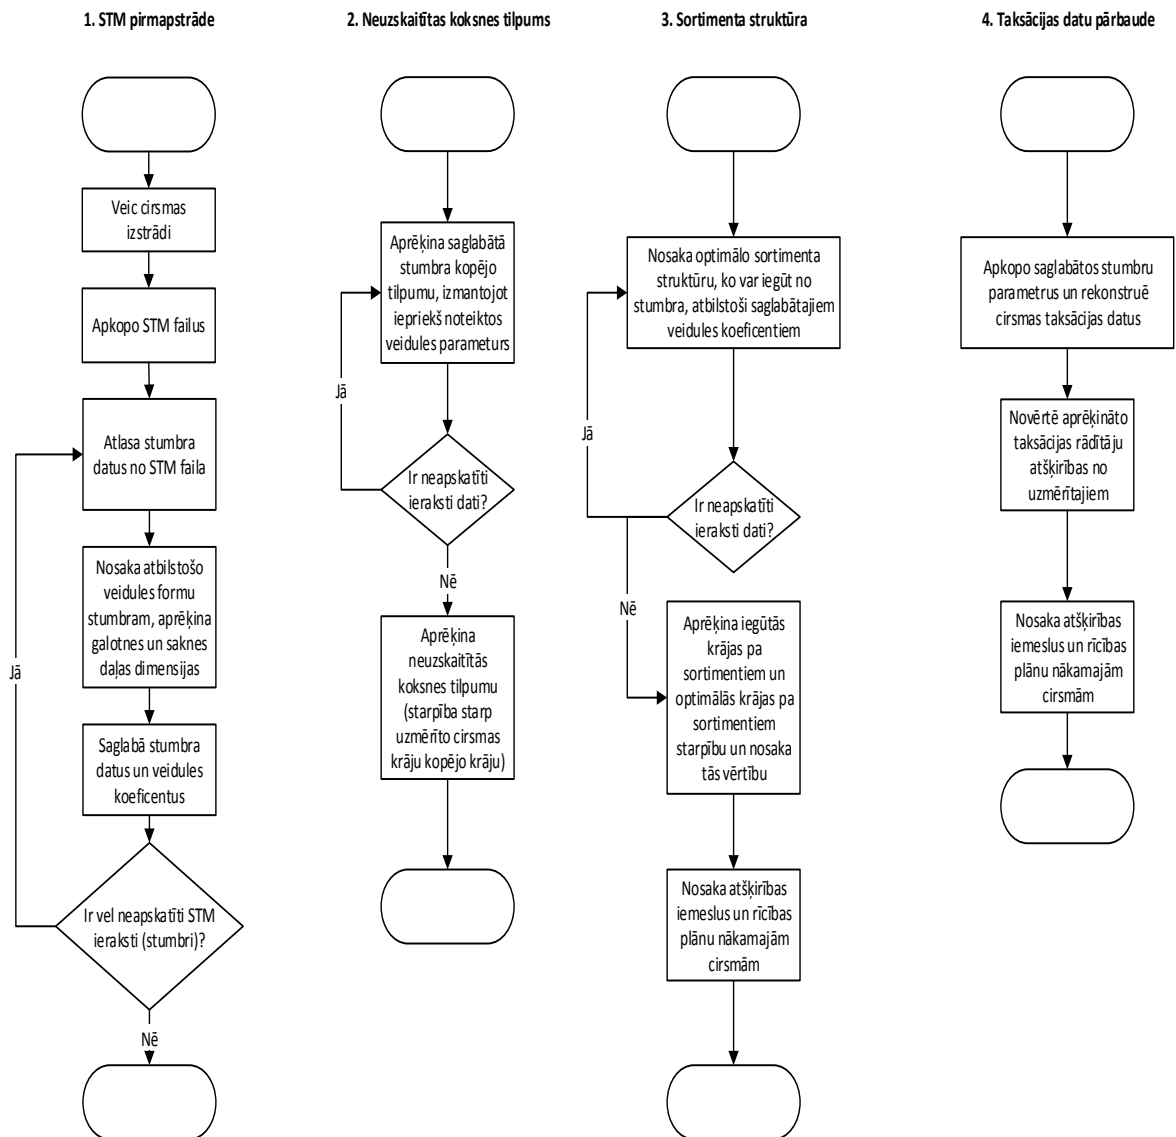 1. STM pirmapstrāde
Veic cirsmas
izstrādi
Apkopo STM failus
Atlasa stumbra
datus no STM faila
Nosaka atbilstošo
veidules formu
stumbram, aprēķina
galotnes un saknes
daļas dimensijas
Saglabā stumbra
datus un veidules
koeficentus
Ir vel neapskatīti STM
ieraksti (stumbri)?
Jā
Nē
2. Neuzskaitītas koksnes tilpums
Aprēķina saglabātā
stumbra kopējo
tilpumu, izmantojot
iepriekš noteiktos
veidules parameturs
Jā
Ir neapskatīti
ieraksti dati?
Nē
Aprēķina
neuzskaitītās
koksnes tilpumu
(starpība starp
uzmērīto cirsmas
krāju kopējo krāju)
3. Sortimenta struktūra
Nosaka optimālo sortimenta
struktūru, ko var iegūt no
stumbra, atbilstoši saglabātajiem
veidules koeficentiem
Jā
Ir neapskatīti
ieraksti dati?
Nē
Aprēķina iegūtās
krājas pa
sortimentiem un
optimālās krājas pa
sortimentiem
starpību un nosaka
tās vērtību
Nosaka atšķirības
iemeslus un rīcības
plānu nākamajām
cirsmām
4. Taksācijas datu pārbaude
Apkopo saglabātos stumbru
parametrus un rekonstruē
cirsmas taksācijas datus
Novērtē aprēķināto
taksācijas rādītāju
atšķirības no
uzmērītajiem
Nosaka atšķirības
iemeslus un rīcības
plānu nākamajām
cirsmām